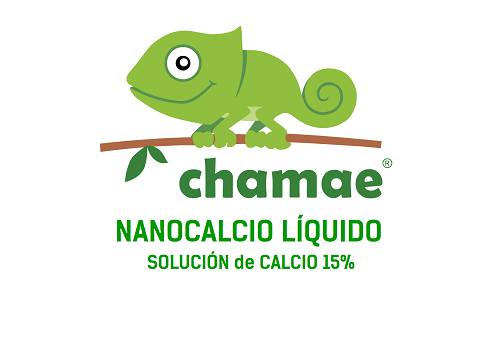 chamae®
NANOCALCIO LÍQUIDO
SOLUCIÓN de CALCIO 15%